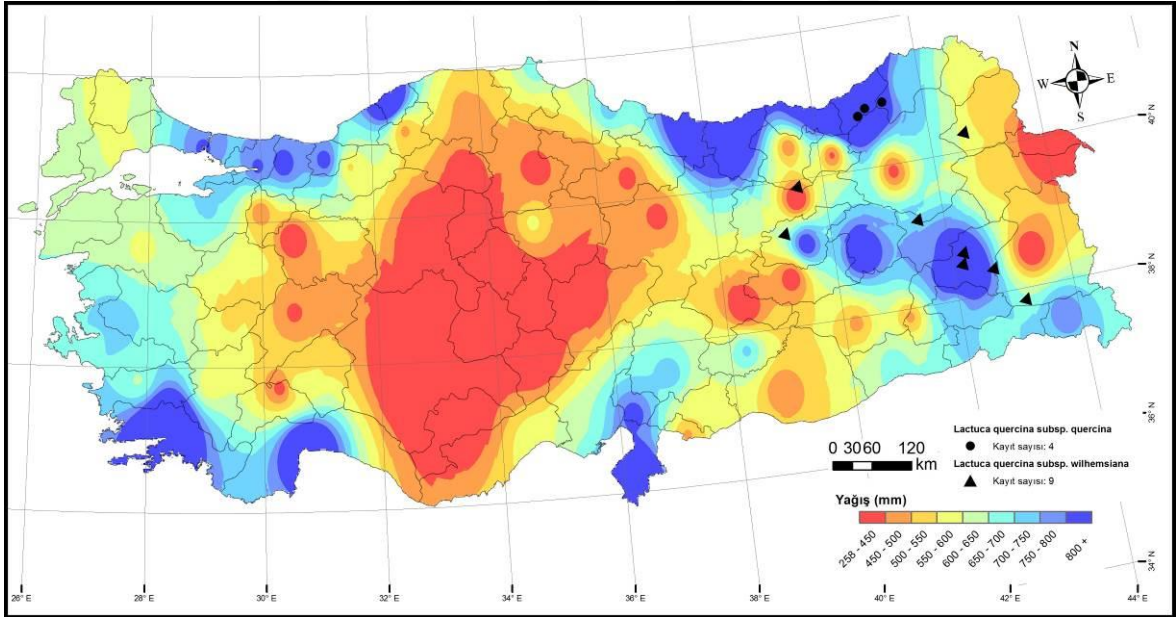 N
W E
S
40°N
38°N
36°N
34°N
Lactuca quercina subsp. quercina
Kayıt sayısı: 4
Lactuca quercina subsp. wilhemsiana
Kayıt sayısı: 9
0 3060 120
km
Yağış (mm)
258 - 450
450 - 500
500 - 550
550 - 600
600 - 650
650 - 700
700 - 750
750 - 800
800 +
26° E 28° E 30° E 32° E 34° E 36° E 38° E 40° E 42° E 44° E